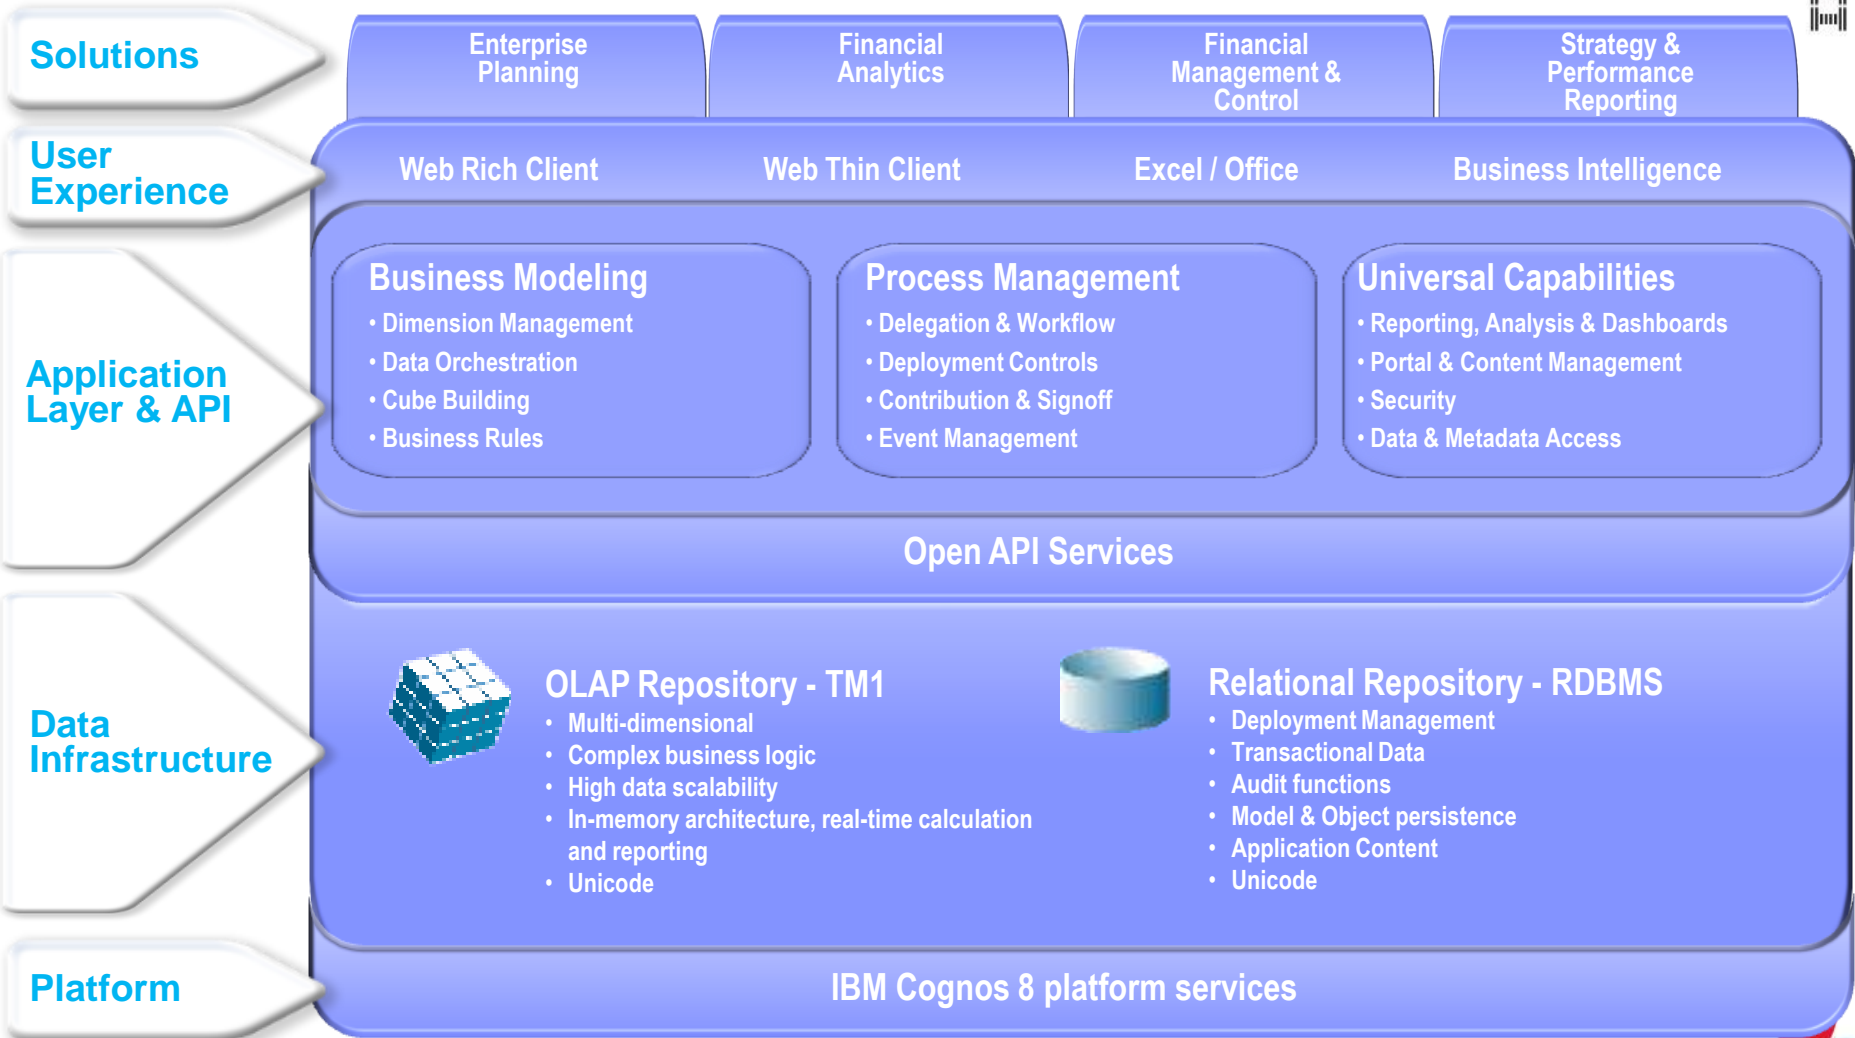 Solutions
Enterprise
Planning
Financial
Analytics
Financial
Management &
Control
Strategy &
Performance
Reporting
User
Experience
Web Rich Client
Web Thin Client
Excel / Office
Business Intelligence
Application
Layer & API
Business Modeling
• Dimension Management
• Data Orchestration
• Cube Building
• Business Rules
Process Management
• Delegation & Workflow
• Deployment Controls
• Contribution & Signoff
• Event Management
Universal Capabilities
• Reporting, Analysis & Dashboards
• Portal & Content Management
• Security
• Data & Metadata Access
Open API Services
Data
Infrastructure
OLAP Repository - TM1
• Multi-dimensional
• Complex business logic
• High data scalability
• In-memory architecture, real-time calculation
and reporting
• Unicode
Relational Repository - RDBMS
• Deployment Management
• Transactional Data
• Audit functions
• Model & Object persistence
• Application Content
• Unicode
Platform
IBM Cognos 8 platform services